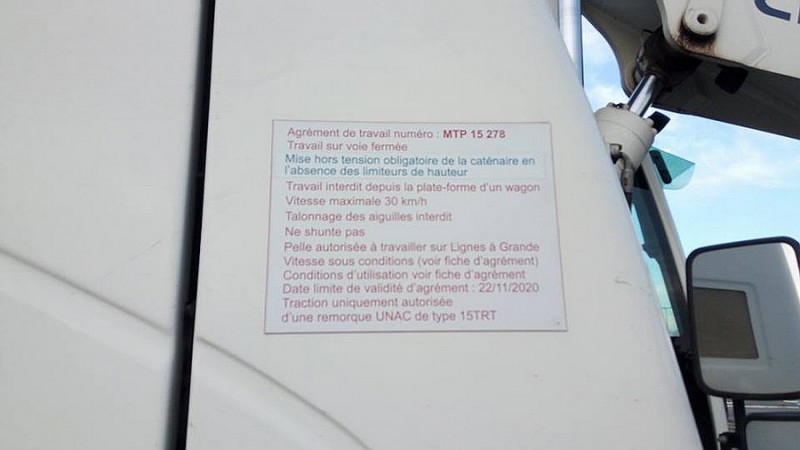 Agrément de travail numéro : MTP 15 278
Travail sur voie fermée
Mise hors tension obligatoire de la caténaire en
l'absence des limiteurs de hauteur
Travail interdit depuis la plate-forme d'un wagon
Vitesse maximale 30 km/h
Talonnage des aiguilles interdit
Ne shunte pas
Pelle autorisée à travailler sur Lignes à Grande
Vitesse sous conditions (voir fiche d'agrément)
Conditions d'utilisation voir fiche d'agrément
Date limite de validité d'agrément : 22/11/2020
Traction uniquement autorisée
d'une remorque UNAC de type 15TRT